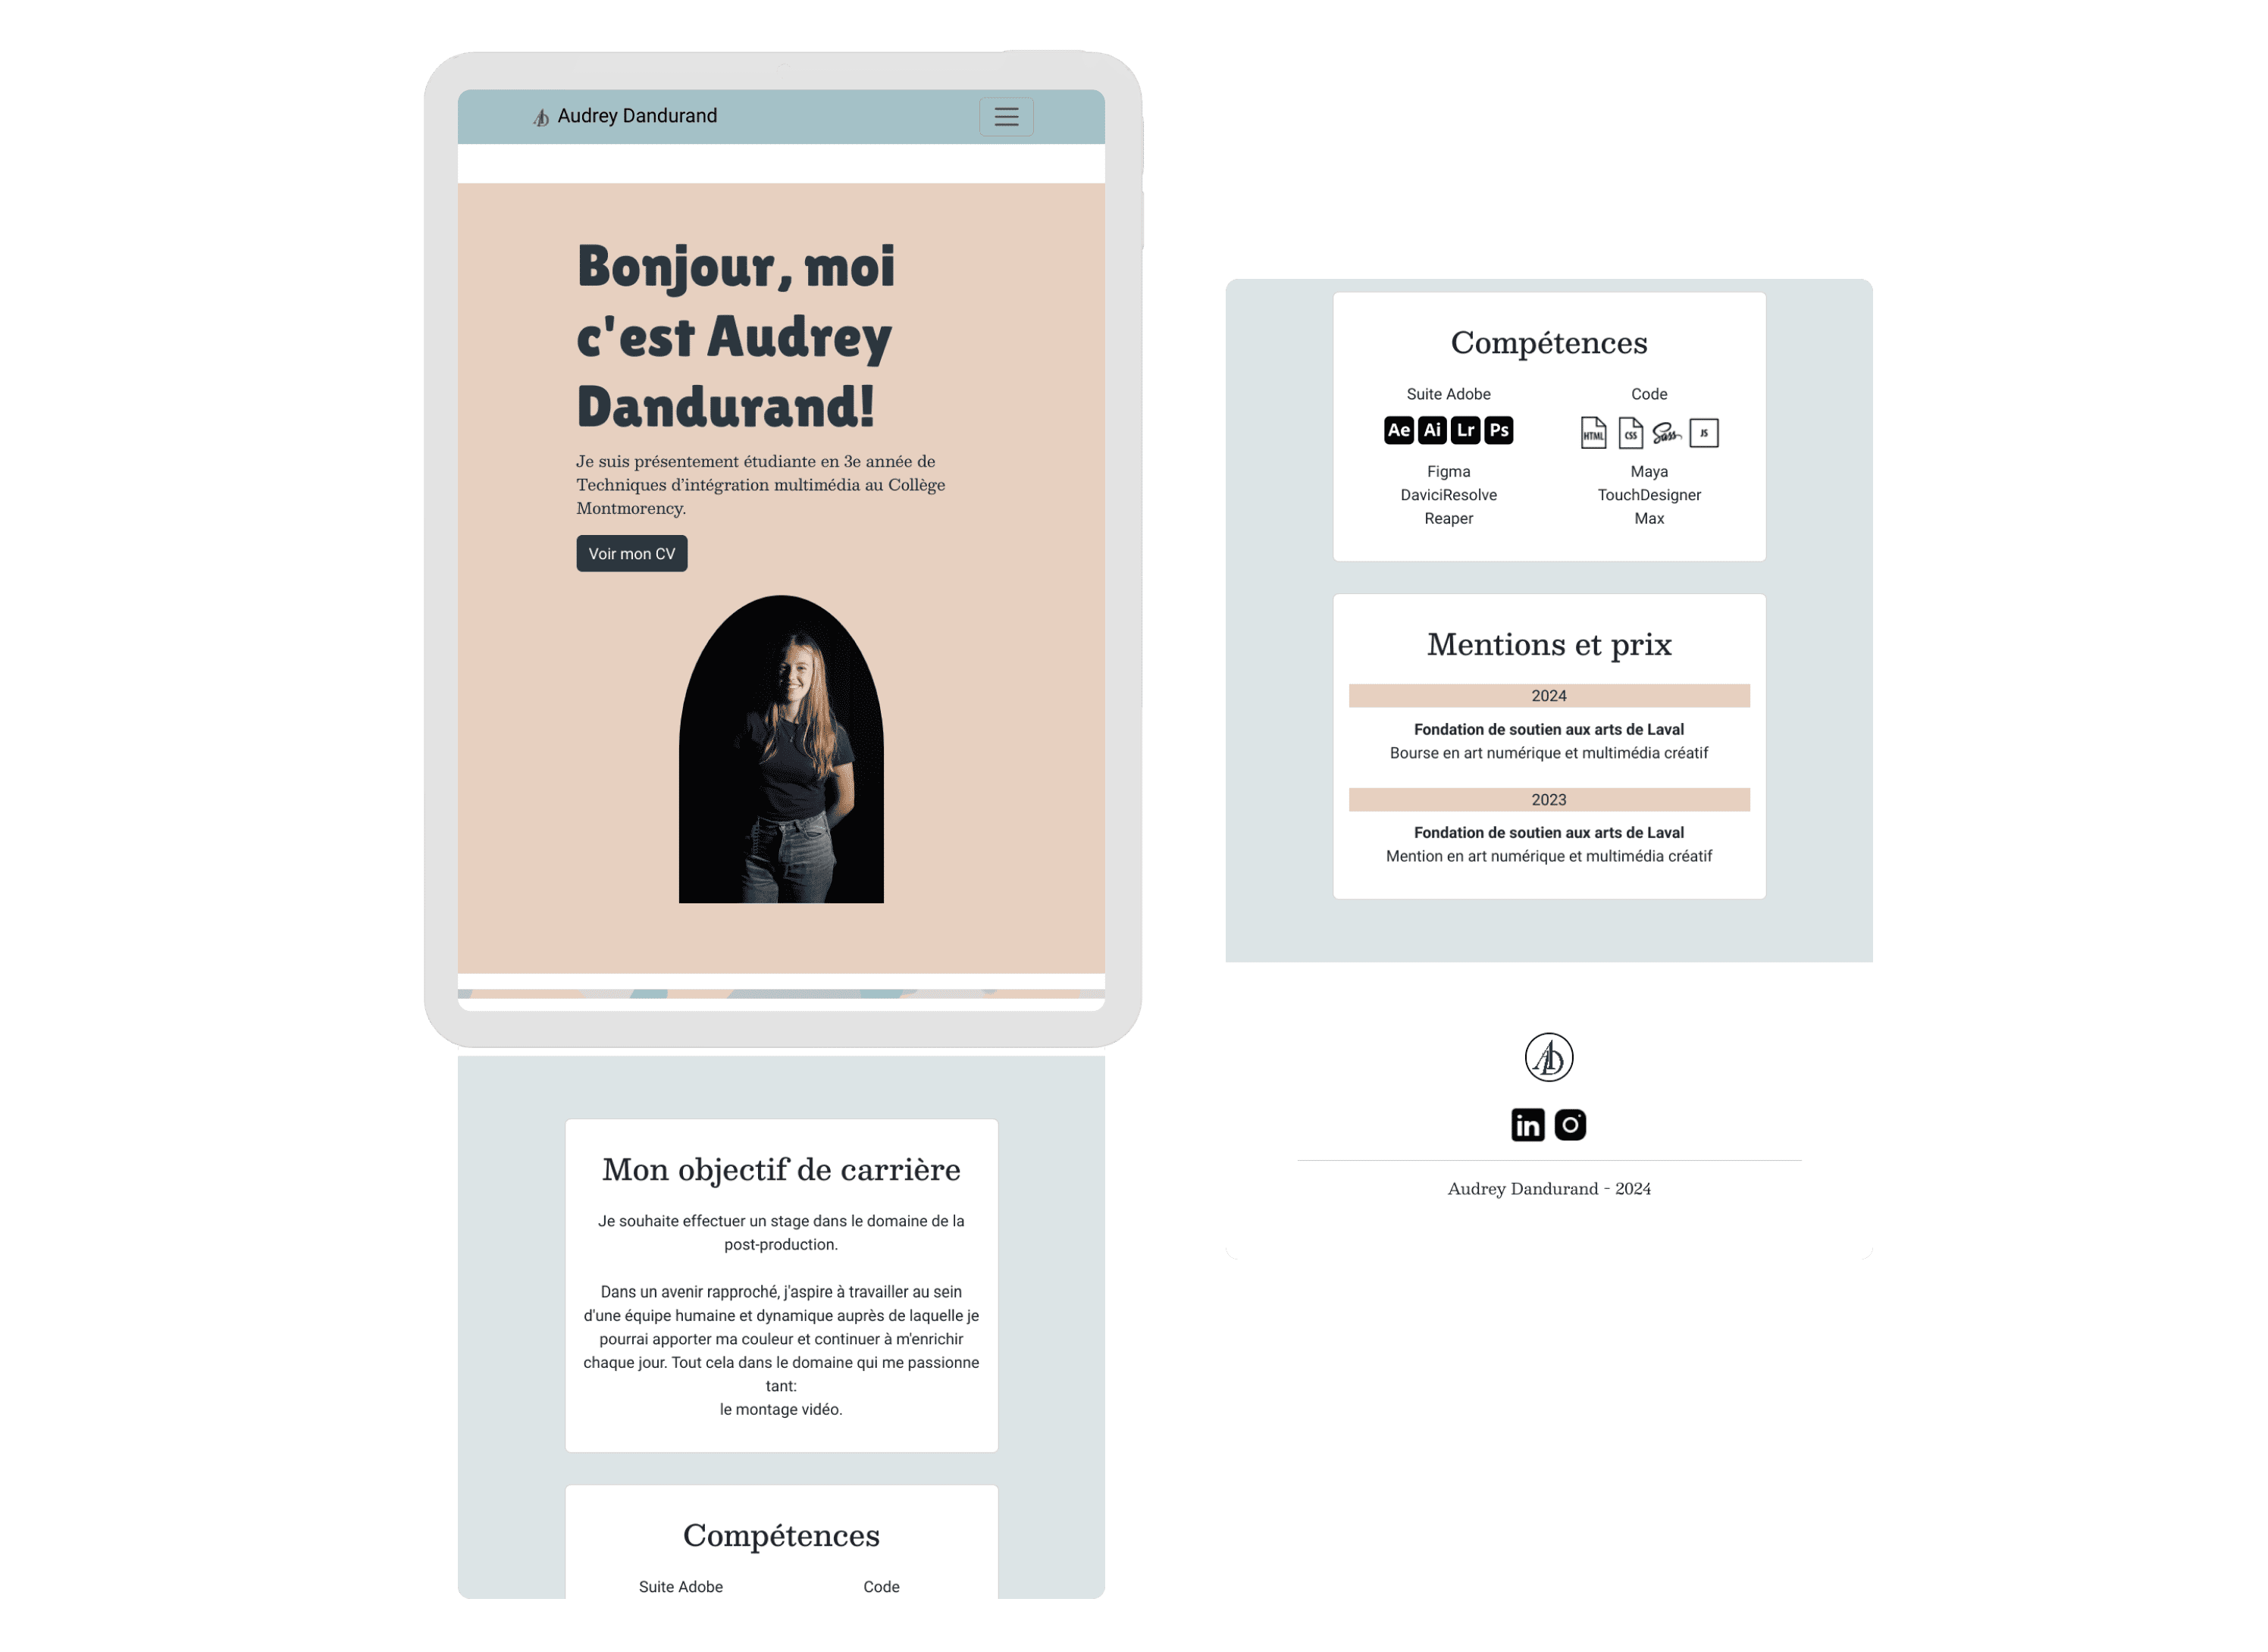 AD Audrey Dandurand
Bonjour, moi
c'est Audrey
Dandurand!
Je suis présentement étudiante en 3e année de
Techniques d'intégration multimédia au Collège
Montmorency.
Voir mon CV
Mon objectif de carrière
Je souhaite effectuer un stage dans le domaine de la
post-production.
Dans un avenir rapproché, j'aspire à travailler au sein
d'une équipe humaine et dynamique auprès de laquelle je
pourrai apporter ma couleur et continuer à m'enrichir
chaque jour. Tout cela dans le domaine qui me passionne
tant:
le montage vidéo.
Compétences
Suite Adobe Code
Compétences
Suite Adobe Code
Ae Ai Lr Ps HTML CSS Sass JS
Figma Maya
DaviciResolve TouchDesigner
Reaper Max
Mentions et prix
2024
Fondation de soutien aux arts de Laval
Bourse en art numérique et multimédia créatif
2023
Fondation de soutien aux arts de Laval
Mention en art numérique et multimédia créatif
AD
in
Audrey Dandurand - 2024